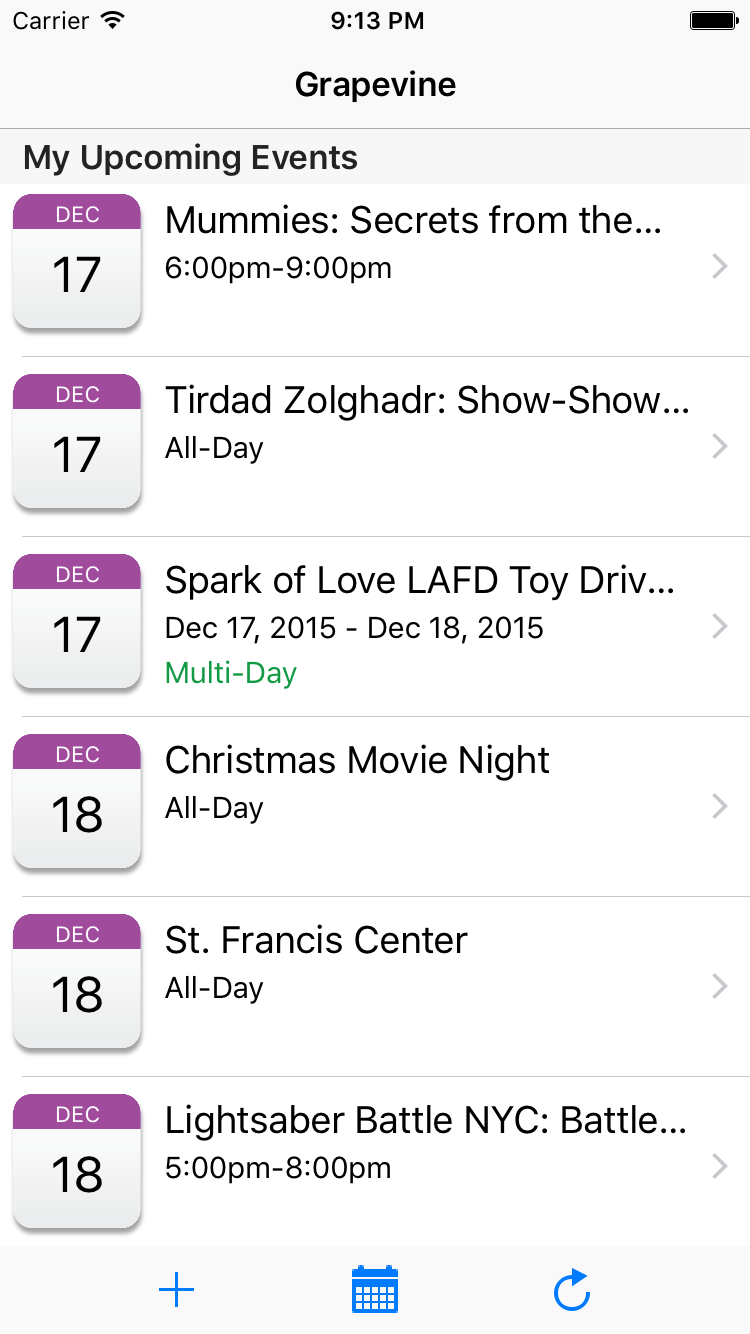 Carrier 9:13 PM
Grapevine
My Upcoming Events
DEC
17
Mummies: Secrets from the...
6:00pm-9:00pm
DEC
17
Tirdad Zolghadr: Show-Show...
All-Day
DEC
17
Spark of Love LAFD Toy Driv...
Dec 17, 2015 - Dec 18, 2015
Multi-Day
DEC
18
Christmas Movie Night
All-Day
DEC
18
St. Francis Center
All-Day
DEC
18
Lightsaber Battle NYC: Battle...
5:00pm-8:00pm